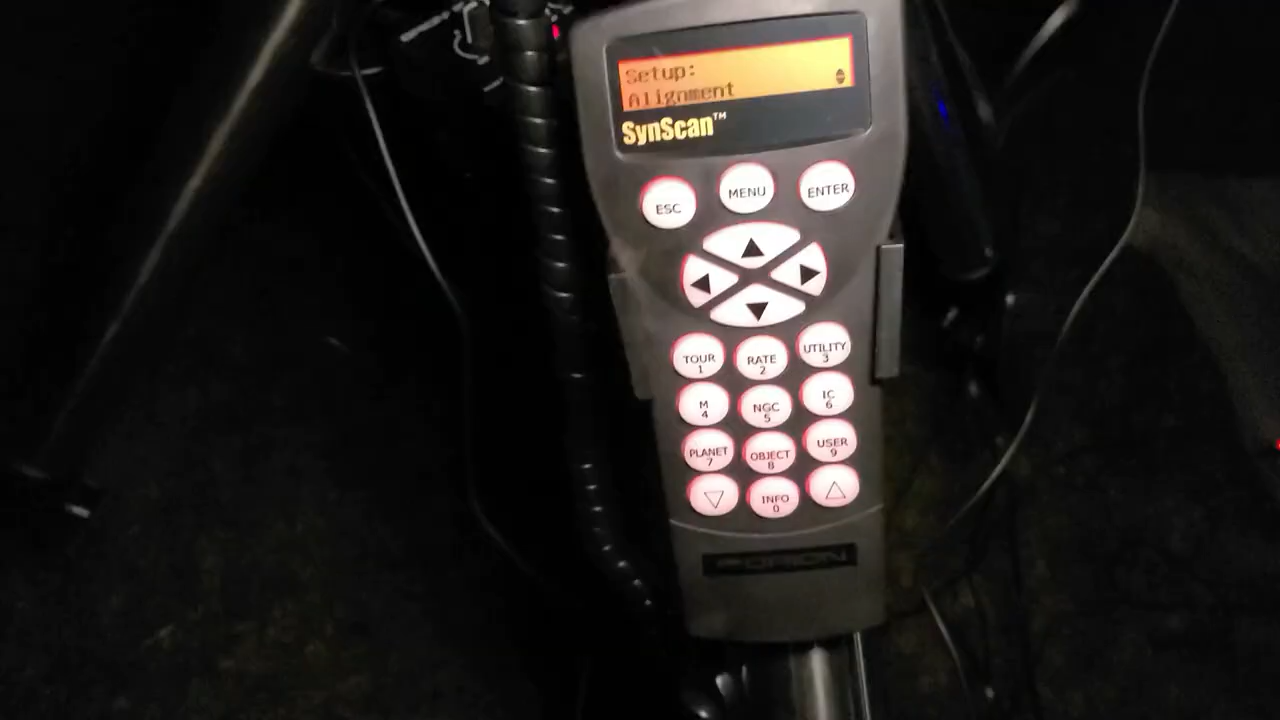 Setup:
Alignment
SynScan™
ESC
MENU
ENTER
TOUR
1
RATE
2
UTILITY
3
M
4
NGC
5
IC
6
PLANET
7
OBJECT
8
USER
9
INFO
0
ORION